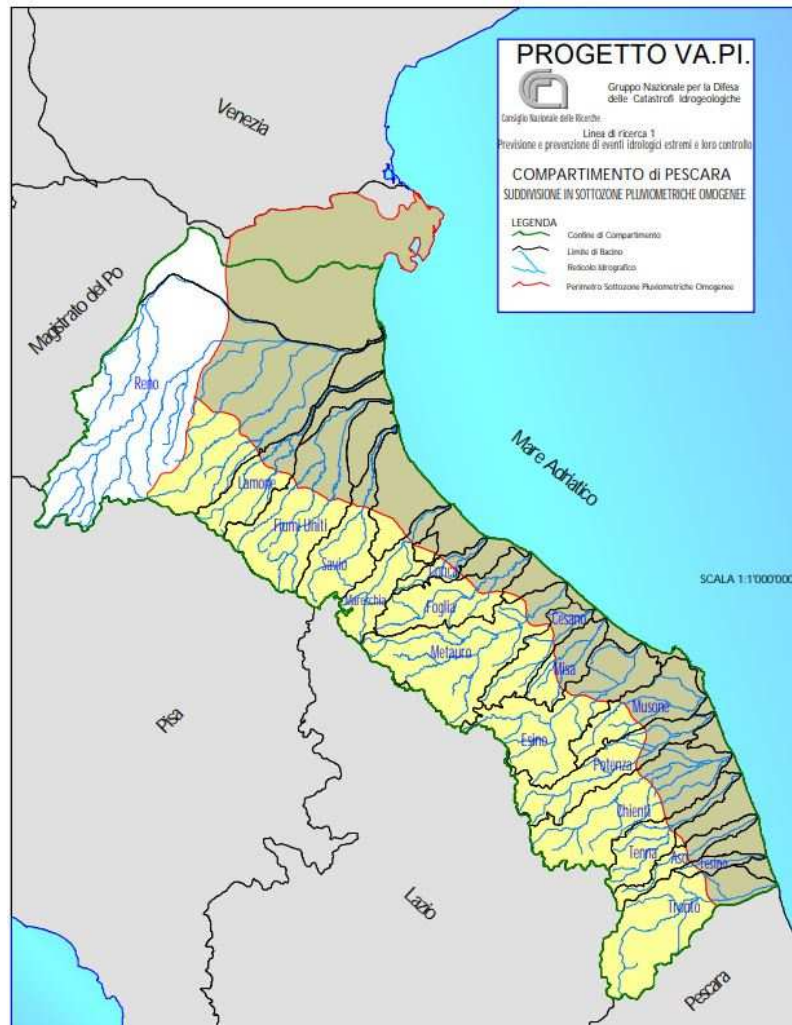 PROGETTO VA.PI.
Gruppo Nazionale per la Difesa
delle Catastrofi Idrogeologiche
Consiglio Nazionale delle Ricerche
Linea di ricerca 1
Previsione e prevenzione di eventi idrologici estremi e loro controllo
COMPARTIMENTO di PESCARA
SUDDIVISIONE IN SOTTOZONE PLUVIOMETRICHE OMOGENEE
LEGENDA
Confine di Compartimento
Limite di Bacino
Reticolo Idrografico
Perimetro Sottozone Pluviometriche Omogenee
Venezia
Magistrato del Po
Reno
Mare Adriatico
Lamone
Fiumi Uniti
Savio
Marecchia
Conca
Foglia
Metauro
Cesano
Misa
SCALA 1:1'000'000
Musone
Esino
Potenza
Chienti
Tenna
Aso
Tesino
Tronto
Pisa
Lazio
Pescara